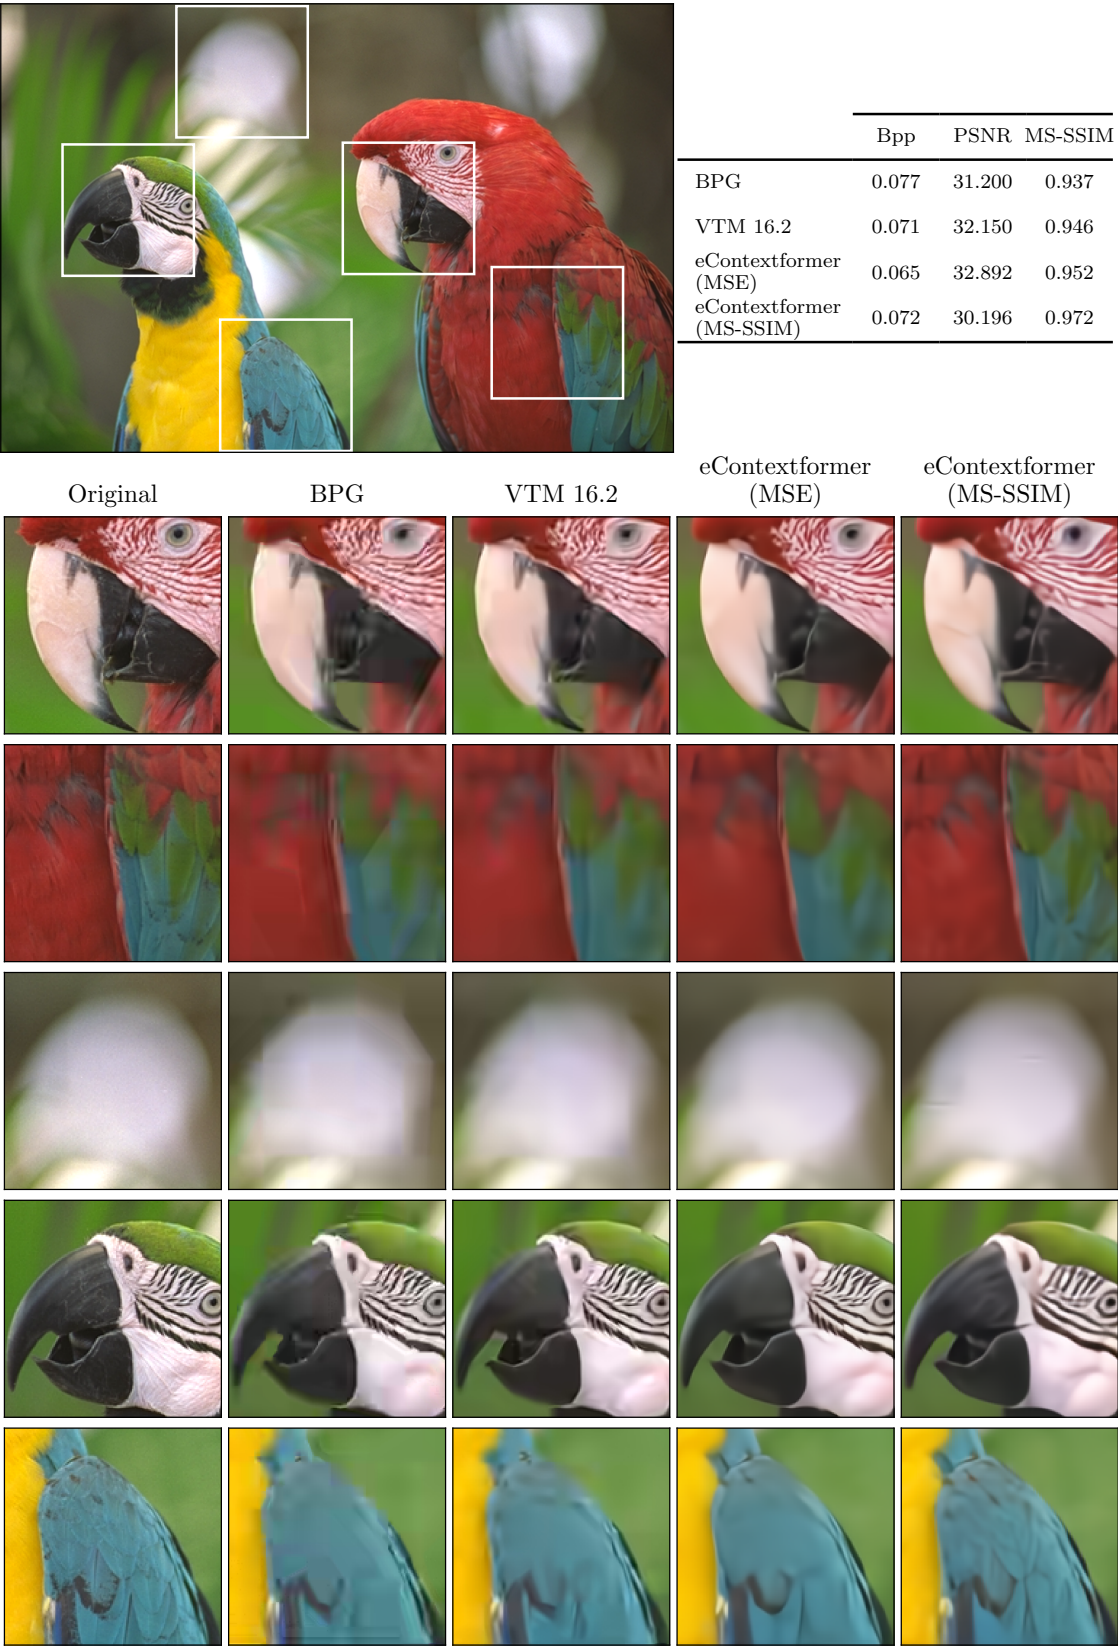 Bpp PSNR MS-SSIM
BPG 0.077 31.200 0.937
VTM 16.2 0.071 32.150 0.946
eContextformer
(MSE) 0.065 32.892 0.952
eContextformer
(MS-SSIM) 0.072 30.196 0.972
Original BPG VTM 16.2 eContextformer
(MSE) eContextformer
(MS-SSIM)